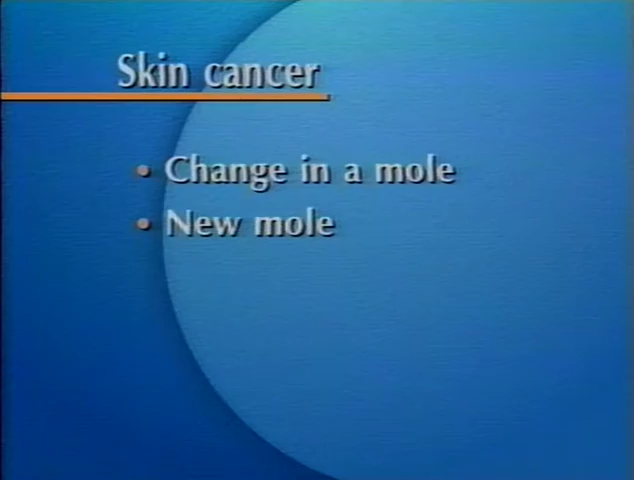 Skin cancer
• Change in a mole
• New mole